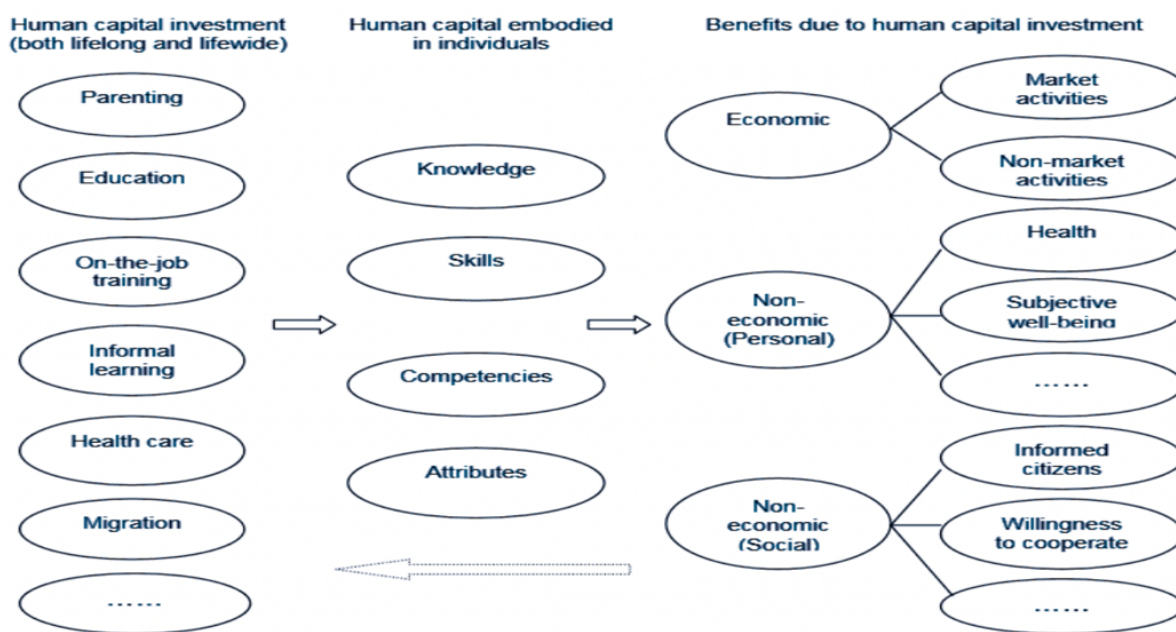 Human capital investment
(both lifelong and lifewide)
Parenting
Education
On-the-job
training
Informal
learning
Health care
Migration
......
Human capital embodied
in individuals
Knowledge
Skills
Competencies
Attributes
Benefits due to human capital investment
Economic
Market
activities
Non-market
activities
Non-
economic
(Personal)
Health
Subjective
well-being
......
Non-
economic
(Social)
Informed
citizens
Willingness
to cooperate
......